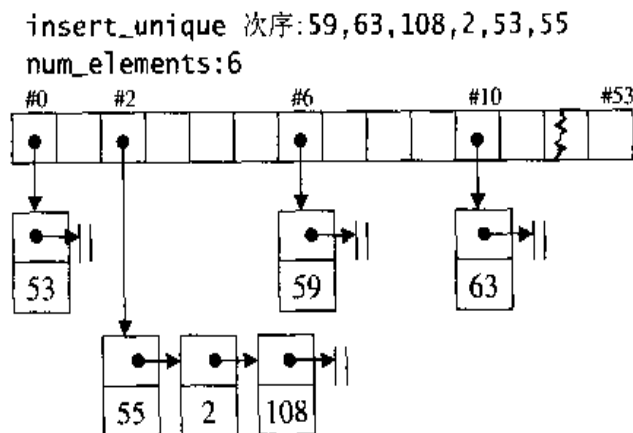 insert_unique 次序:59,63,108,2,53,55
num_elements:6
#0 #2 #6 #10 #53
53 59 63
55 2 108